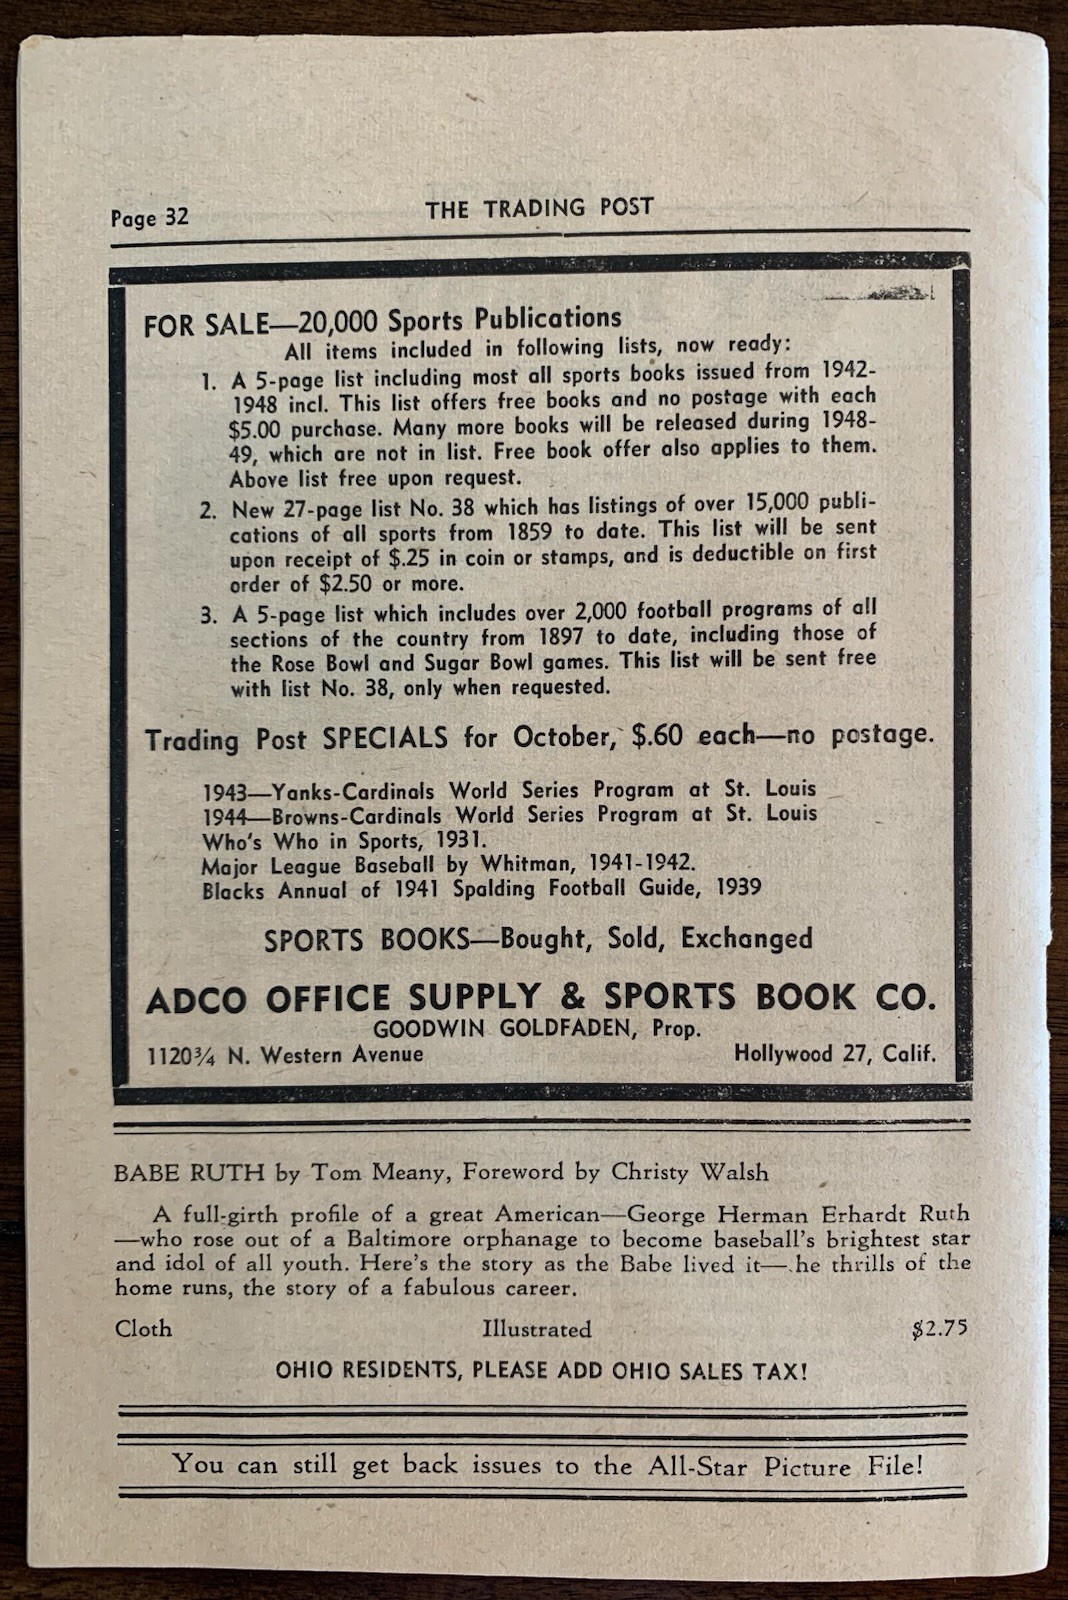 Page 32
THE TRADING POST
FOR SALE—20,000 Sports Publications
All items included in following lists, now ready:
1. A 5-page list including most all sports books issued from 1942-
1948 incl. This list offers free books and no postage with each
$5.00 purchase. Many more books will be released during 1948-
49, which are not in list. Free book offer also applies to them.
Above list free upon request.
2. New 27-page list No. 38 which has listings of over 15,000 publi-
cations of all sports from 1859 to date. This list will be sent
upon receipt of $.25 in coin or stamps, and is deductible on first
order of $2.50 or more.
3. A 5-page list which includes over 2,000 football programs of all
sections of the country from 1897 to date, including those of
the Rose Bowl and Sugar Bowl games. This list will be sent free
with list No. 38, only when requested.
Trading Post SPECIALS for October, $.60 each—no postage.
1943—Yanks-Cardinals World Series Program at St. Louis
1944—Browns-Cardinals World Series Program at St. Louis
Who's Who in Sports, 1931.
Major League Baseball by Whitman, 1941-1942.
Blacks Annual of 1941 Spalding Football Guide, 1939
SPORTS BOOKS—Bought, Sold, Exchanged
ADCO OFFICE SUPPLY & SPORTS BOOK CO.
GOODWIN GOLDFADEN, Prop.
1120¾ N. Western Avenue Hollywood 27, Calif.
BABE RUTH by Tom Meany, Foreword by Christy Walsh
A full-girth profile of a great American—George Herman Erhardt Ruth
—who rose out of a Baltimore orphanage to become baseball's brightest star
and idol of all youth. Here's the story as the Babe lived it—.he thrills of the
home runs, the story of a fabulous career.
Cloth Illustrated $2.75
OHIO RESIDENTS, PLEASE ADD OHIO SALES TAX!
You can still get back issues to the All-Star Picture File!